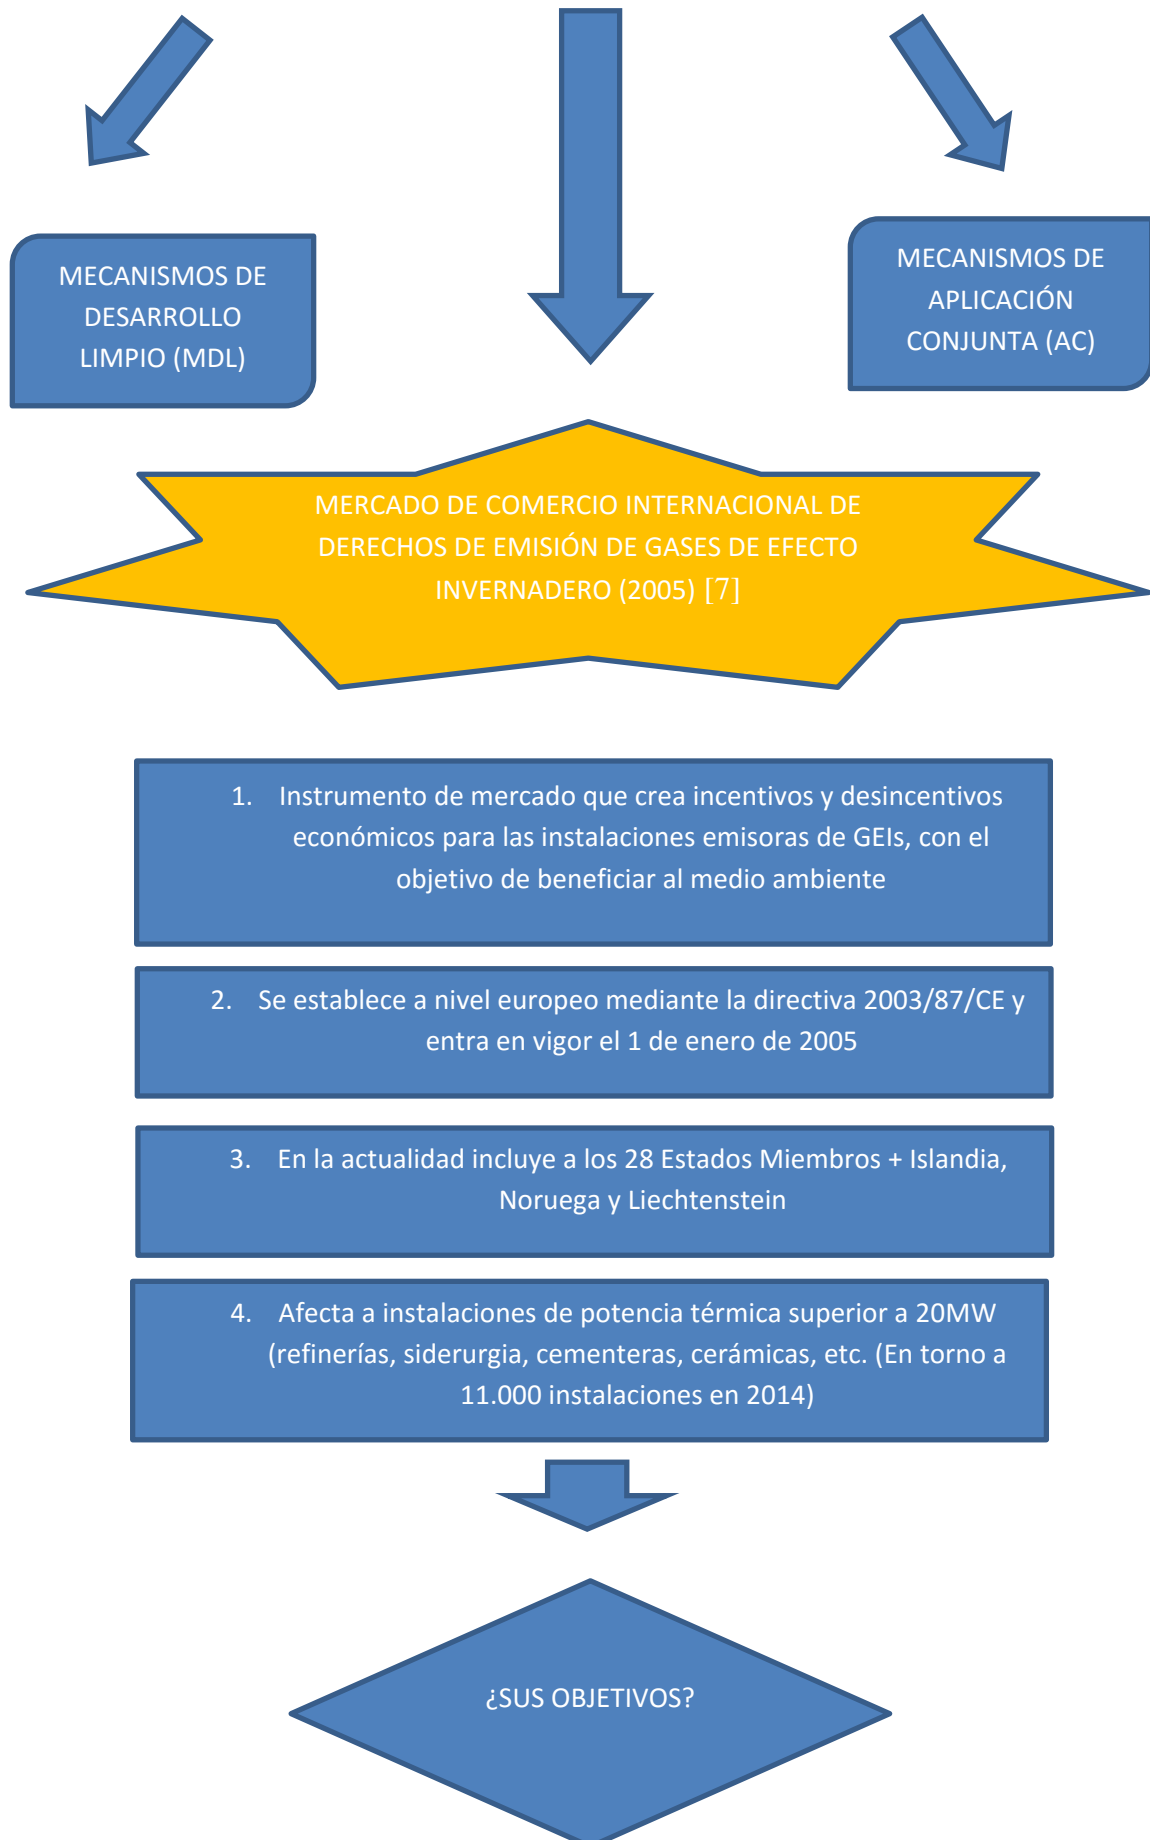 MECANISMOS DE
DESARROLLO
LIMPIO (MDL)
MECANISMOS DE
APLICACIÓN
CONJUNTA (AC)
MERCADO DE COMERCIO INTERNACIONAL DE
DERECHOS DE EMISIÓN DE GASES DE EFECTO
INVERNADERO (2005) [7]
1. Instrumento de mercado que crea incentivos y desincentivos
económicos para las instalaciones emisoras de GEIs, con el
objetivo de beneficiar al medio ambiente
2. Se establece a nivel europeo mediante la directiva 2003/87/CE y
entra en vigor el 1 de enero de 2005
3. En la actualidad incluye a los 28 Estados Miembros + Islandia,
Noruega y Liechtenstein
4. Afecta a instalaciones de potencia térmica superior a 20MW
(refinerías, siderurgia, cementeras, cerámicas, etc. (En torno a
11.000 instalaciones en 2014)
¿SUS OBJETIVOS?